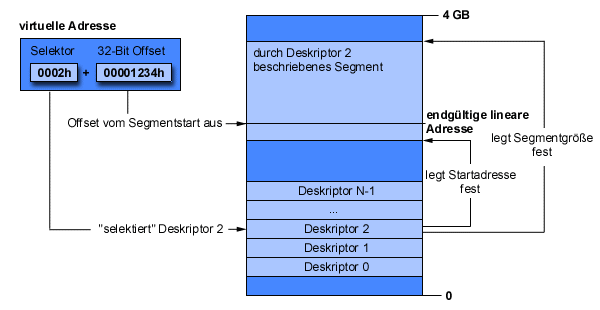 virtuelle Adresse
Selektor 32-Bit Offset
0002h + 00001234h
4 GB
durch Deskriptor 2
beschriebenes Segment
Offset vom Segmentstart aus
endgültige lineare
Adresse
legt Segmentgröße
fest
legt Startadresse
fest
Deskriptor N-1
...
"selektiert" Deskriptor 2
Deskriptor 2
Deskriptor 1
Deskriptor 0
0